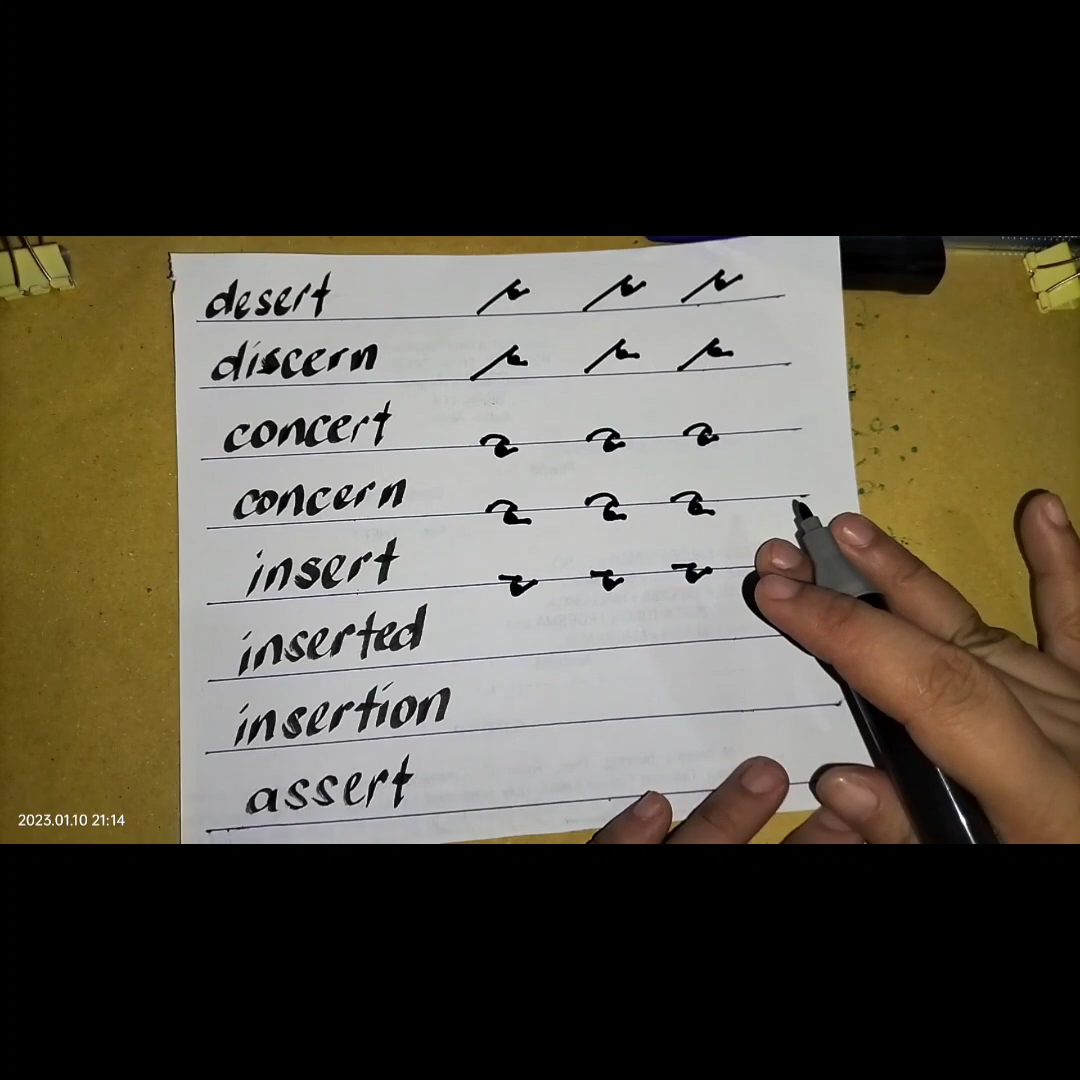 desert
discern
concert
concern
insert
inserted
insertion
assert
2023.01.10 21:14